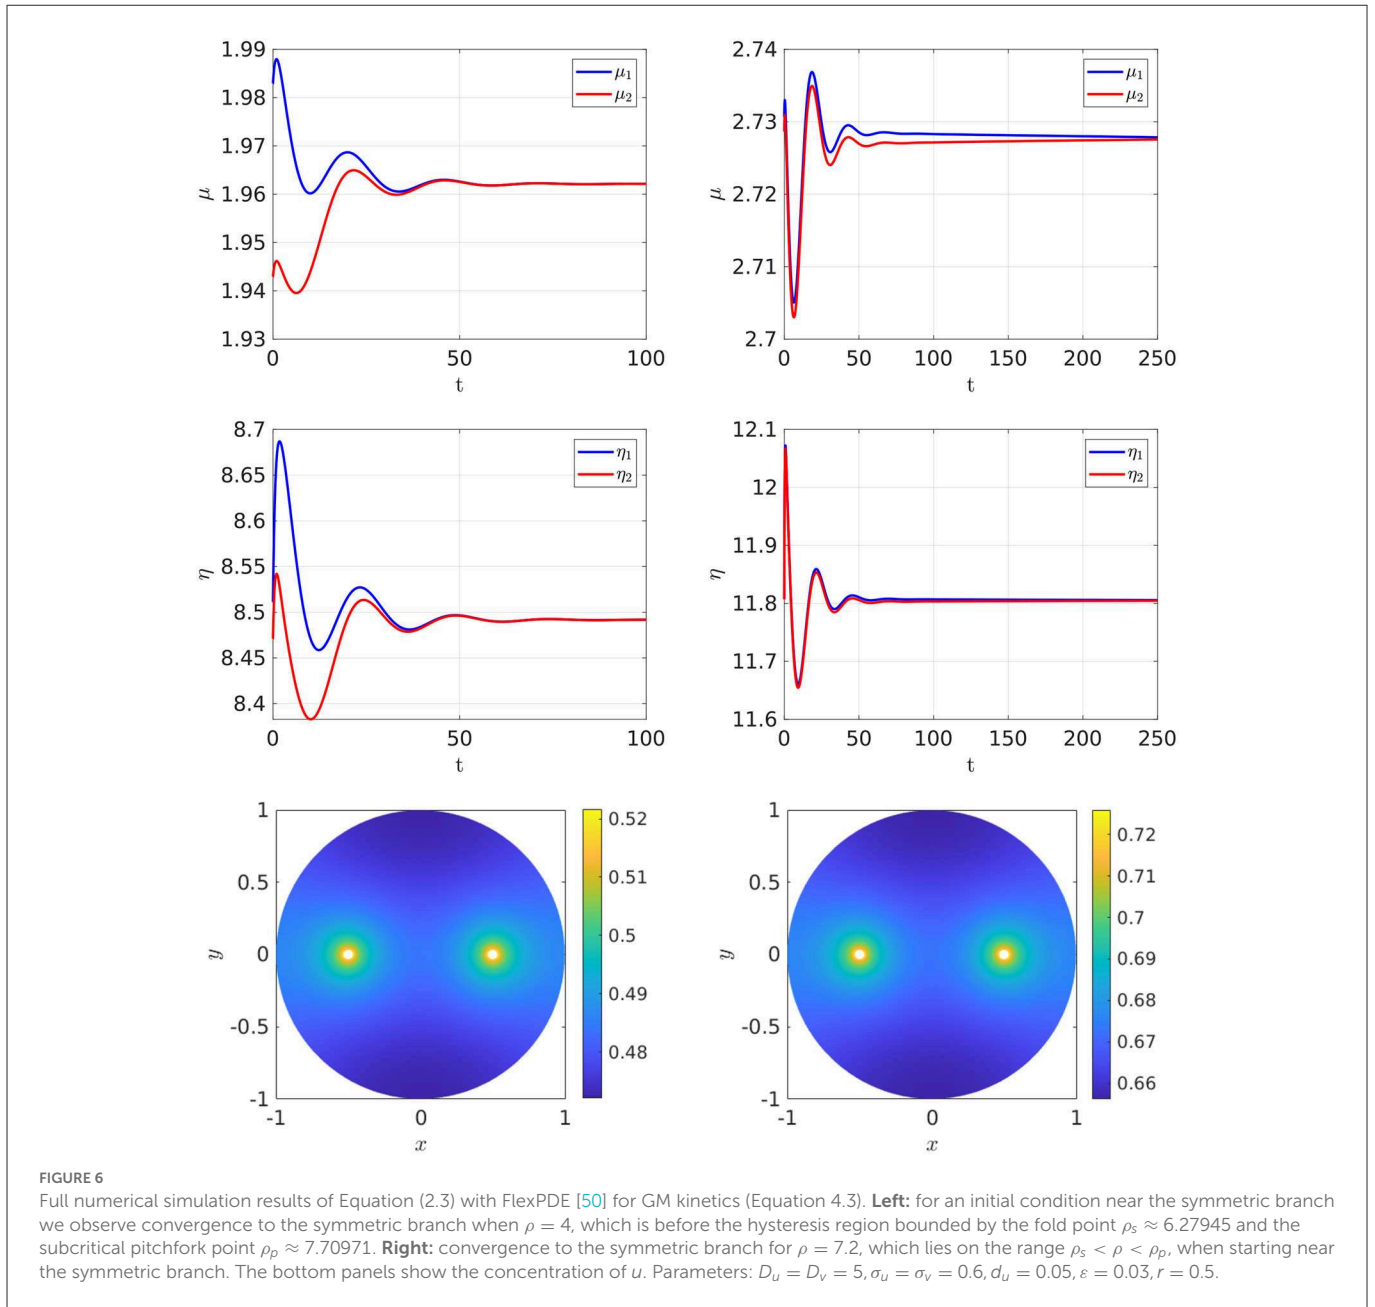 1.99
1.98
1.97
1.96
1.95
1.94
1.93
μ
0 50 100
t
μ₁
μ₂
2.74
2.73
2.72
2.71
2.7
μ
0 50 100 150 200 250
t
μ₁
μ₂
8.7
8.65
8.6
8.55
8.5
8.45
8.4
η
0 50 100
t
η₁
η₂
12.1
12
11.9
11.8
11.7
11.6
η
0 50 100 150 200 250
t
η₁
η₂
1
0.5
0
-0.5
-1
y
-1 0 1
x
0.52
0.51
0.5
0.49
0.48
1
0.5
0
-0.5
-1
y
-1 0 1
x
0.72
0.71
0.7
0.69
0.68
0.67
0.66
FIGURE 6
Full numerical simulation results of Equation (2.3) with FlexPDE [50] for GM kinetics (Equation 4.3). Left: for an initial condition near the symmetric branch
we observe convergence to the symmetric branch when ρ = 4, which is before the hysteresis region bounded by the fold point ρₛ ≈ 6.27945 and the
subcritical pitchfork point ρₚ ≈ 7.70971. Right: convergence to the symmetric branch for ρ = 7.2, which lies on the range ρₛ < ρ < ρₚ, when starting near
the symmetric branch. The bottom panels show the concentration of u. Parameters: Dᵤ = Dᵥ = 5, σᵤ = σᵥ = 0.6, dᵤ = 0.05, ε = 0.03, r = 0.5.